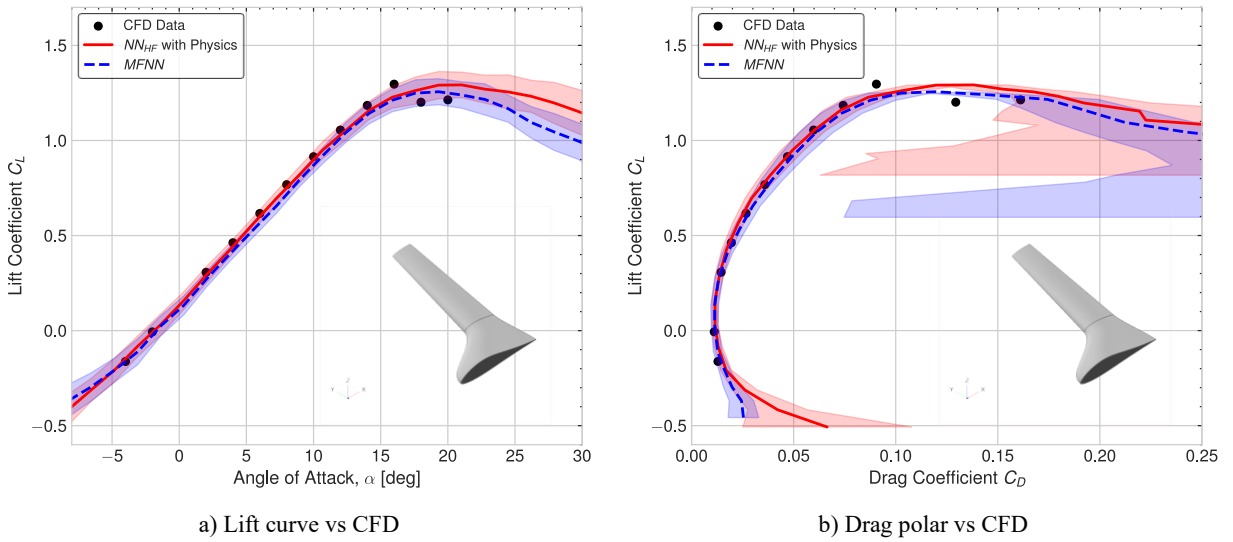 CFD Data
NN_HF with Physics
MFNN
1.5
1.0
0.5
0.0
−0.5
Lift Coefficient C_L
−5
0
5
10
15
20
25
30
Angle of Attack, α [deg]
Y
Z
X
a) Lift curve vs CFD
CFD Data
NN_HF with Physics
MFNN
1.5
1.0
0.5
0.0
−0.5
Lift Coefficient C_L
0.00
0.05
0.10
0.15
0.20
0.25
Drag Coefficient C_D
Y
Z
X
b) Drag polar vs CFD